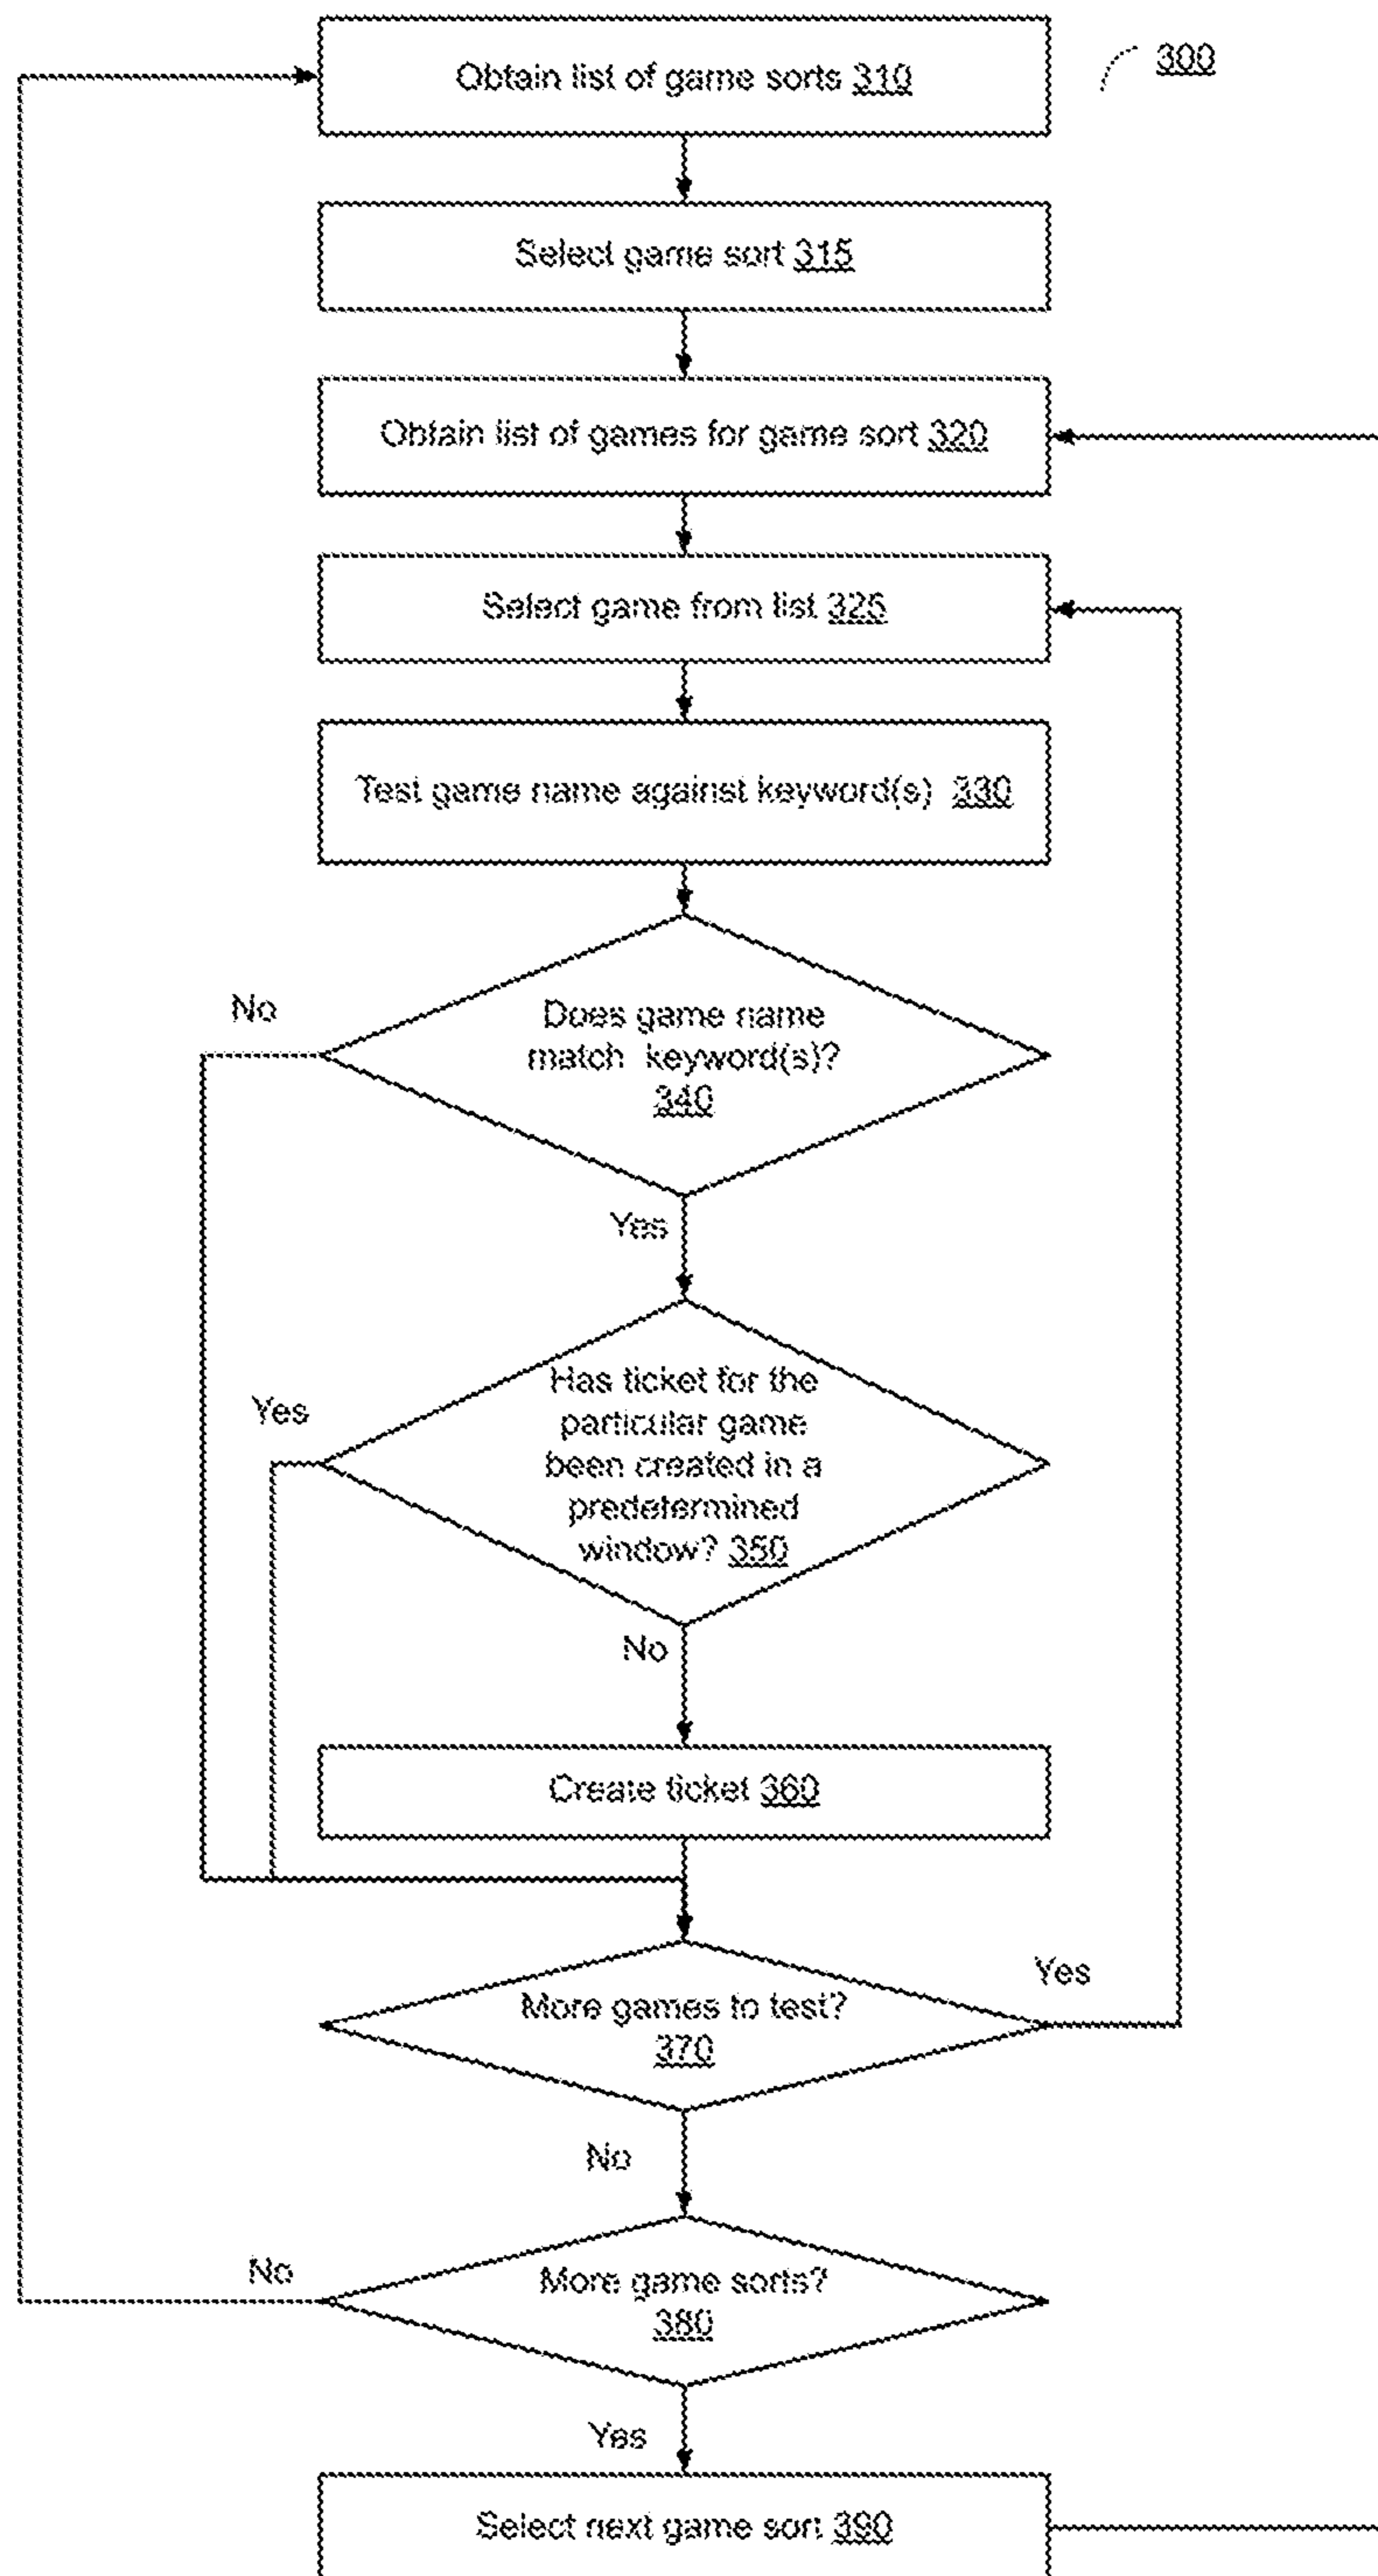 300
Obtain list of game sorts 310
Select game sort 315
Obtain list of games for game sort 320
Select game from list 325
Test game name against keyword(s) 330
No
Does game name
match keyword(s)?
340
Yes
Yes
Has ticket for the
particular game
been created in a
predetermined
window? 350
No
Create ticket 360
Yes
More games to test?
370
No
No
More game sorts?
380
Yes
Select next game sort 390